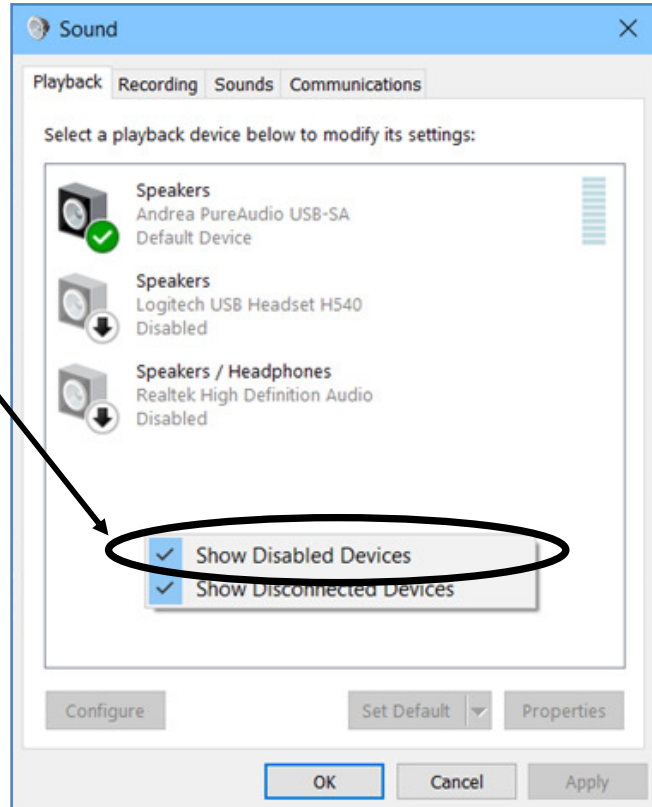 Sound
Playback Recording Sounds Communications
Select a playback device below to modify its settings:
Speakers
Andrea PureAudio USB-SA
Default Device
Speakers
Logitech USB Headset H540
Disabled
Speakers / Headphones
Realtek High Definition Audio
Disabled
Show Disabled Devices
Show Disconnected Devices
Configure Set Default Properties
OK Cancel Apply